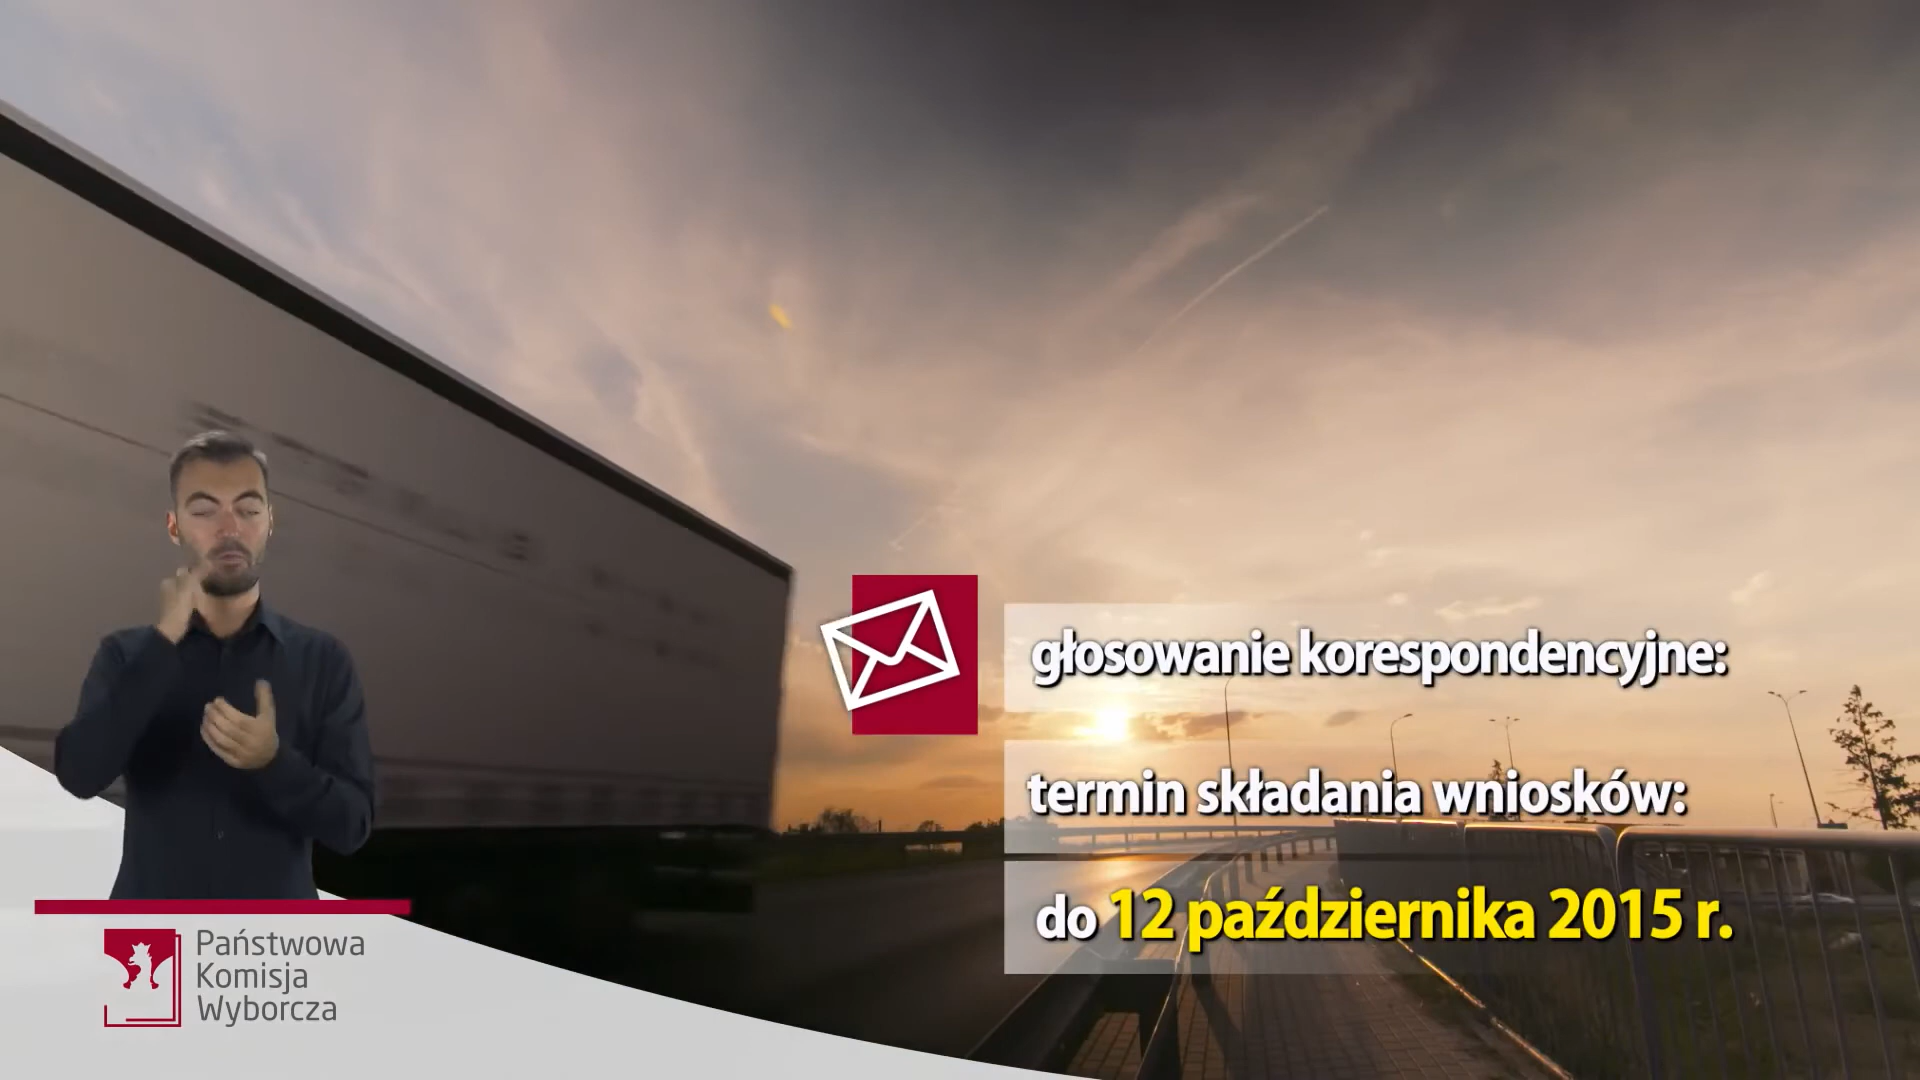 głosowanie korespondencyjne:
termin składania wniosków:
do 12 października 2015 r.
Państwowa
Komisja
Wyborcza